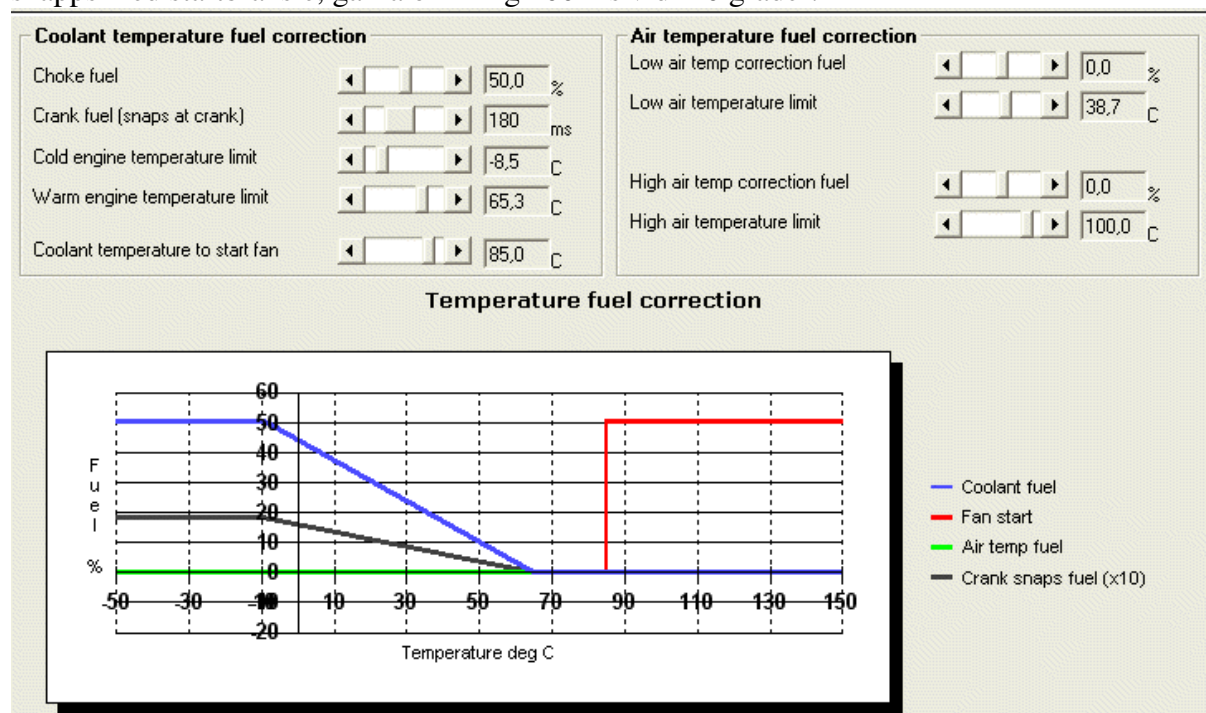 Coolant temperature fuel correction
Choke fuel 50,0 %
Crank fuel (snaps at crank) 180 ms
Cold engine temperature limit -8,5 C
Warm engine temperature limit 65,3 C
Coolant temperature to start fan 85,0 C
Air temperature fuel correction
Low air temp correction fuel 0,0 %
Low air temperature limit 38,7 C
High air temp correction fuel 0,0 %
High air temperature limit 100,0 C
Temperature fuel correction
60
50
40
30
20
10
0
-20
Fuel %
-50 -30 10 30 50 70 90 110 130 150
Temperature deg C
Coolant fuel
Fan start
Air temp fuel
Crank snaps fuel (x10)